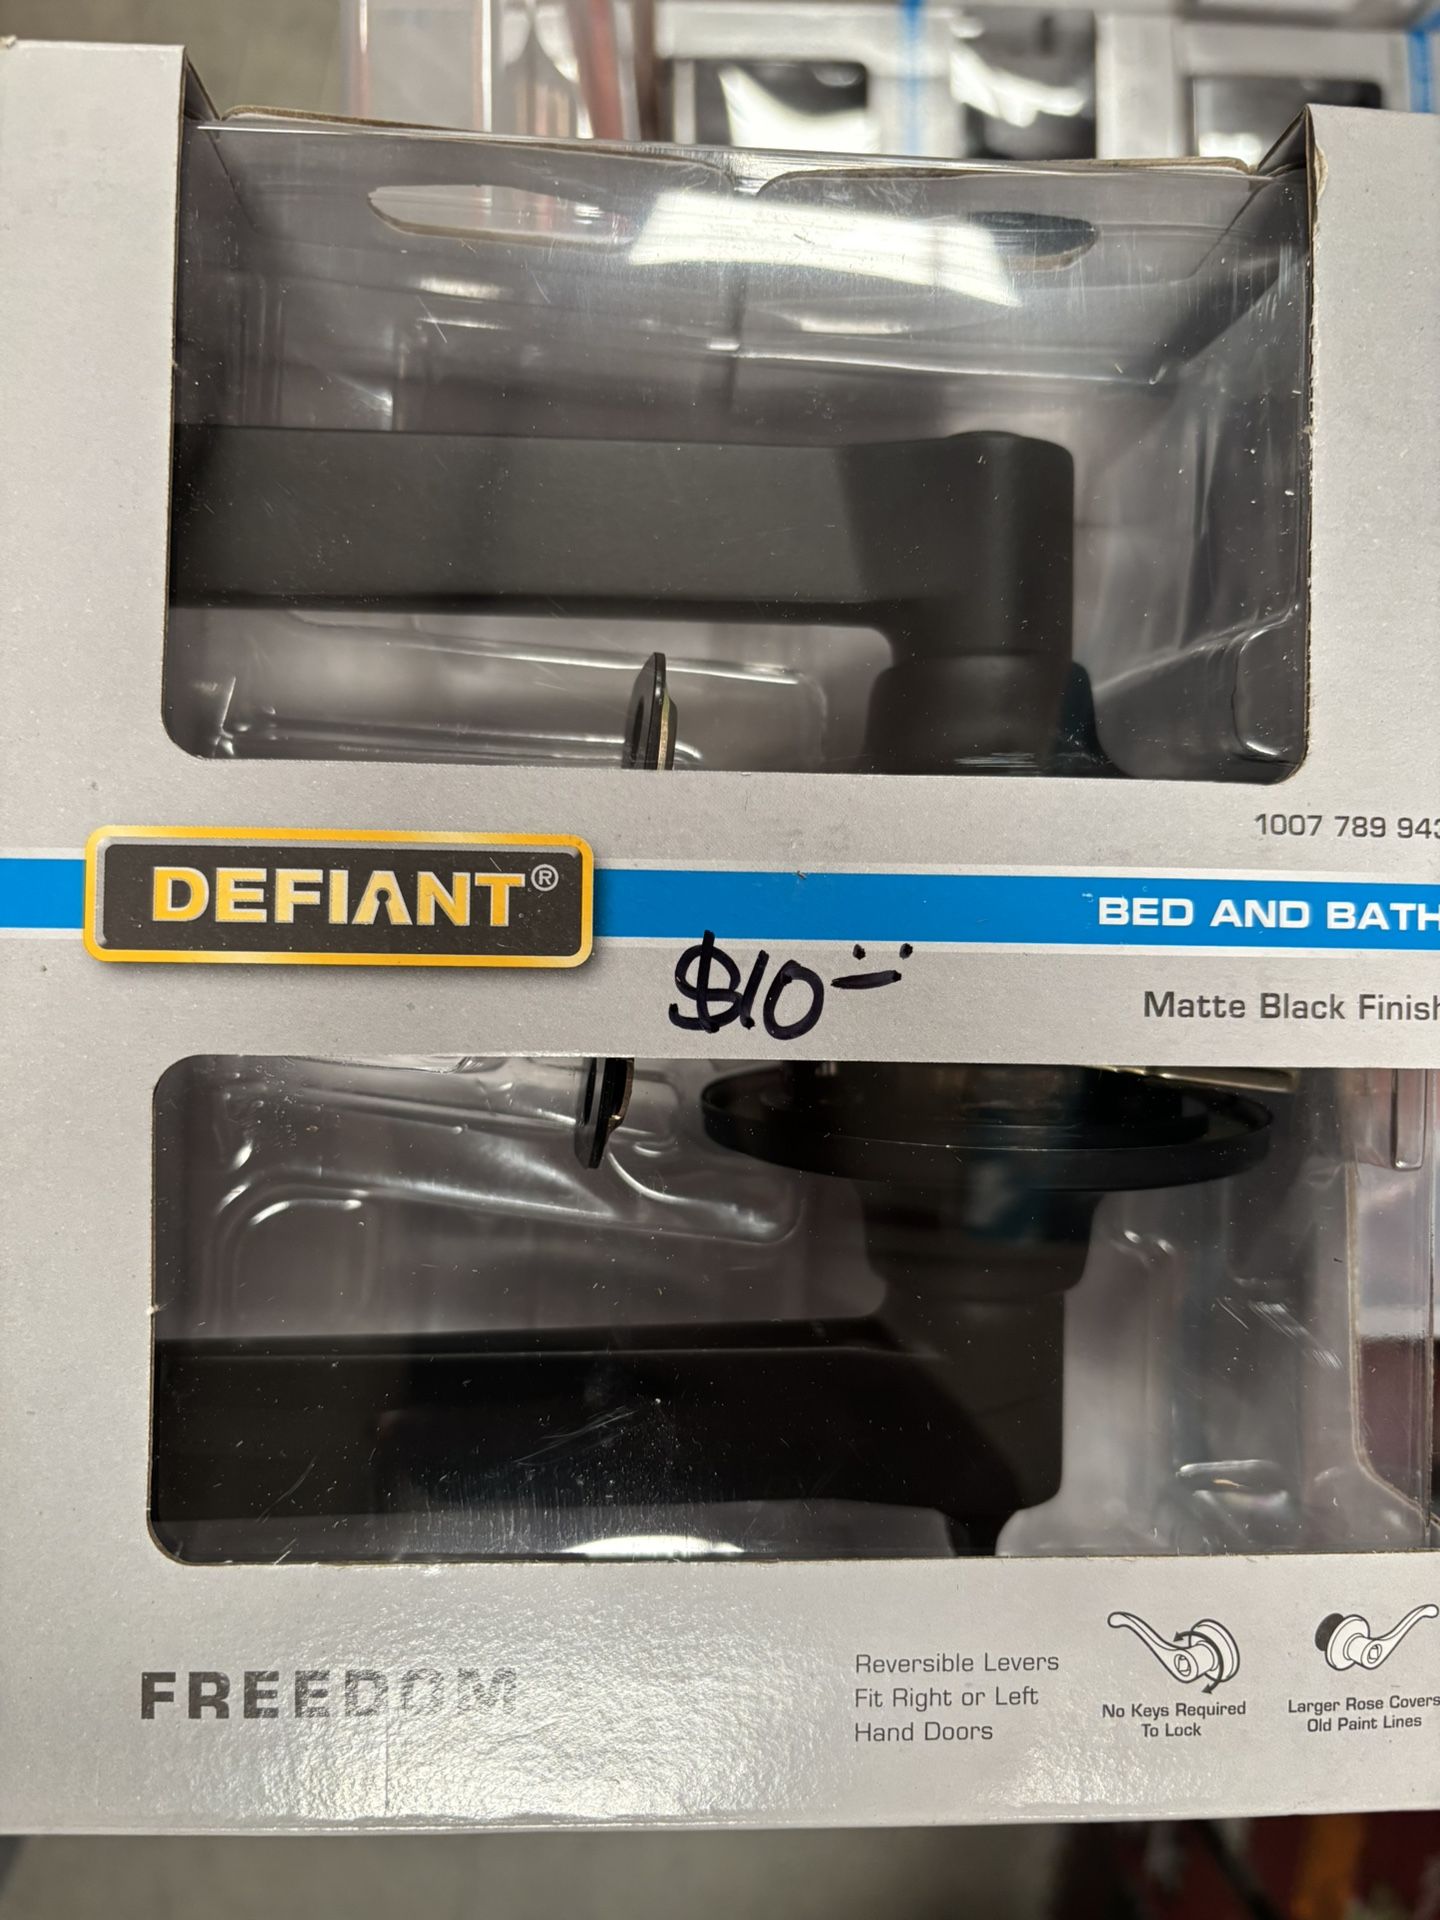 1007 789 943
DEFIANT®
BED AND BATH
$10
Matte Black Finish
FREEDOM
Reversible Levers
Fit Right or Left
Hand Doors
No Keys Required
To Lock
Larger Rose Covers
Old Paint Lines